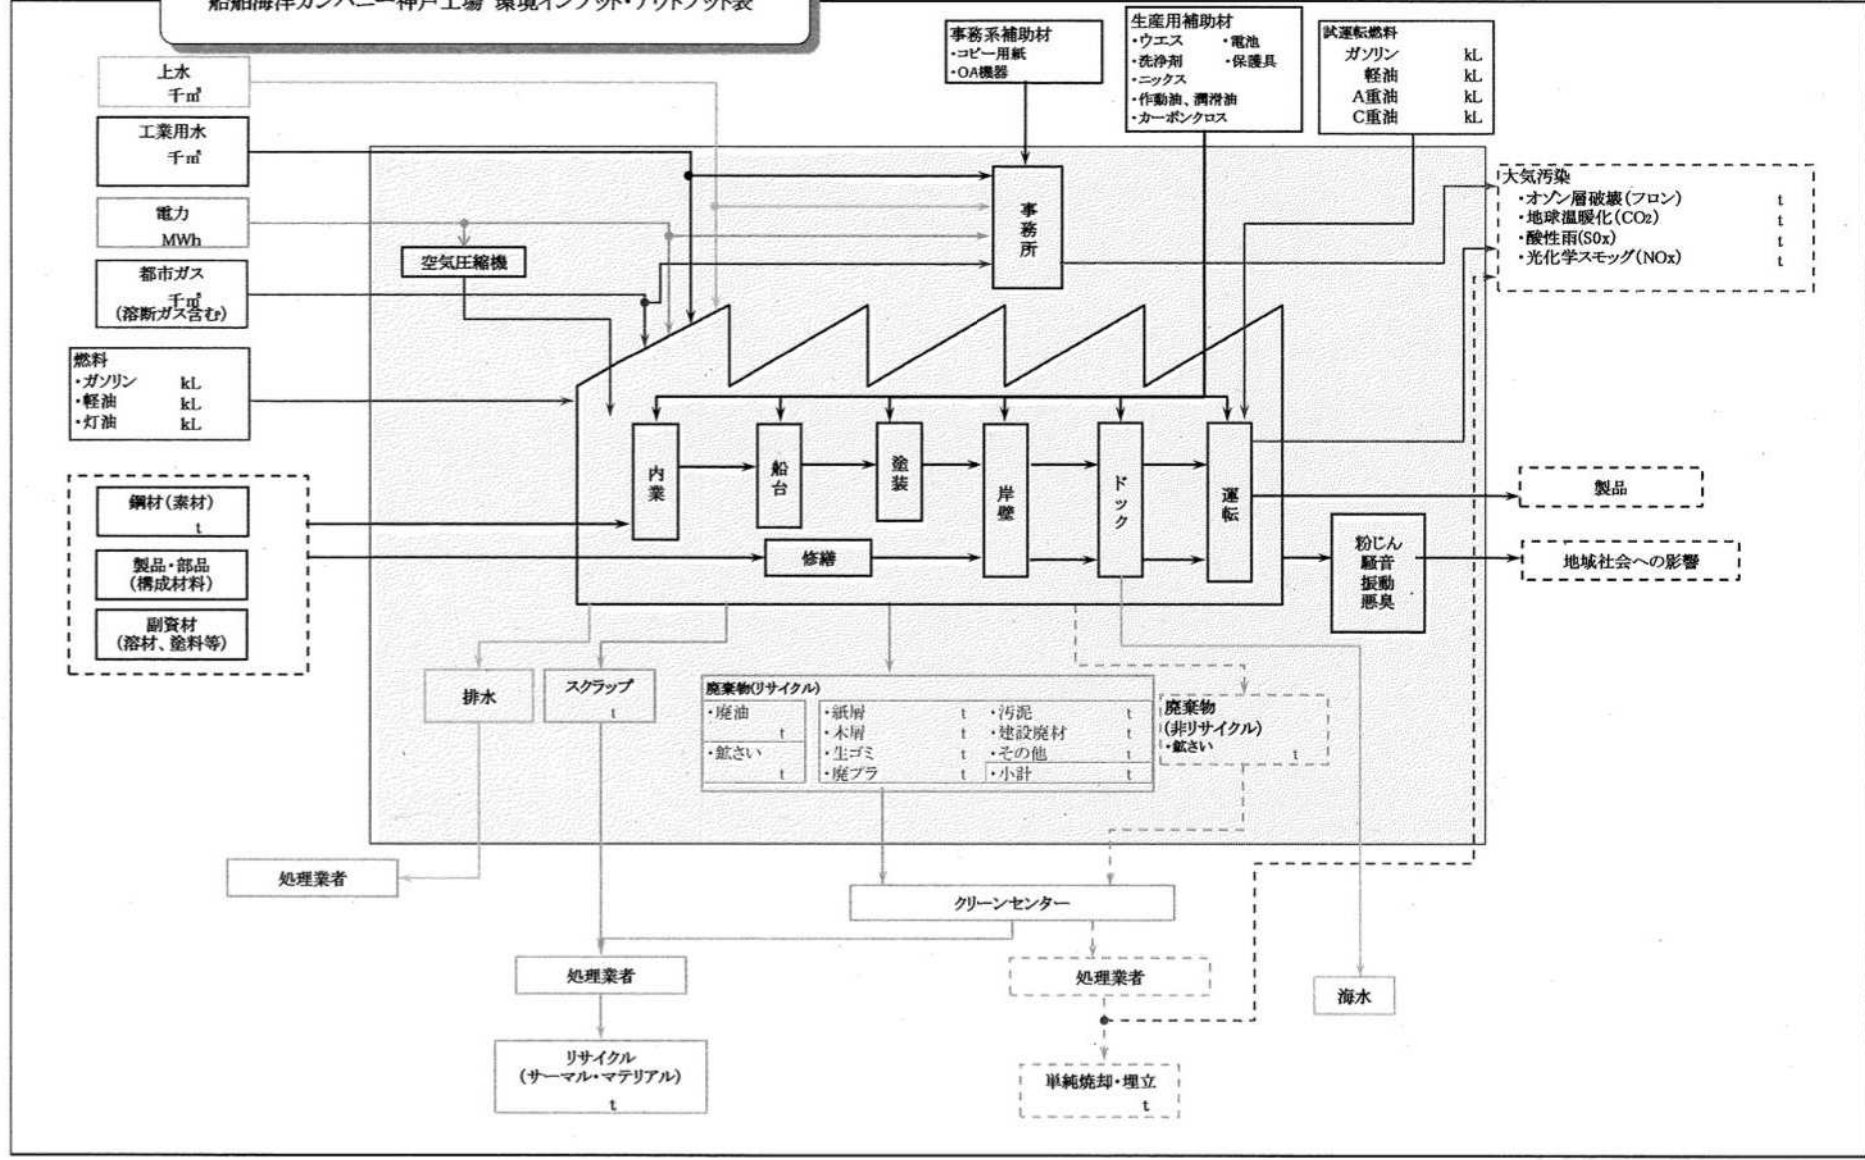 船舶海洋カンパニー神戸工場 環境インプット・アウトプット表
上水
千㎥
工業用水
千㎥
電力
MWh
都市ガス
千㎥
(溶断ガス含む)
燃料
・ガソリン kL
・軽油 kL
・灯油 kL
鋼材(素材)
t
製品・部品
(構成材料)
副資材
(溶材、塗料等)
事務系補助材
・コピー用紙
・OA機器
生産用補助材
・ウエス ・電池
・洗浄剤 ・保護具
・ニックス
・作動油、潤滑油
・カーボンクロス
試運転燃料
ガソリン kL
軽油 kL
A重油 kL
C重油 kL
空気圧縮機
事務所
大気汚染
・オゾン層破壊(フロン) t
・地球温暖化(CO₂) t
・酸性雨(S0x) t
・光化学スモッグ(NOx) t
内業
船台
塗装
岸壁
ドック
運転
修繕
製品
粉じん
騒音
振動
悪臭
地域社会への影響
排水
スクラップ
t
廃棄物(リサイクル)
・廃油
t
・鉱さい
t
・紙屑 t
・木屑 t
・生ゴミ t
・廃プラ t
・汚泥 t
・建設廃材 t
・その他 t
・小計 t
廃棄物
(非リサイクル)
・鉱さい
t
処理業者
クリーンセンター
処理業者
処理業者
海水
リサイクル
(サーマル・マテリアル)
t
単純焼却・埋立
t